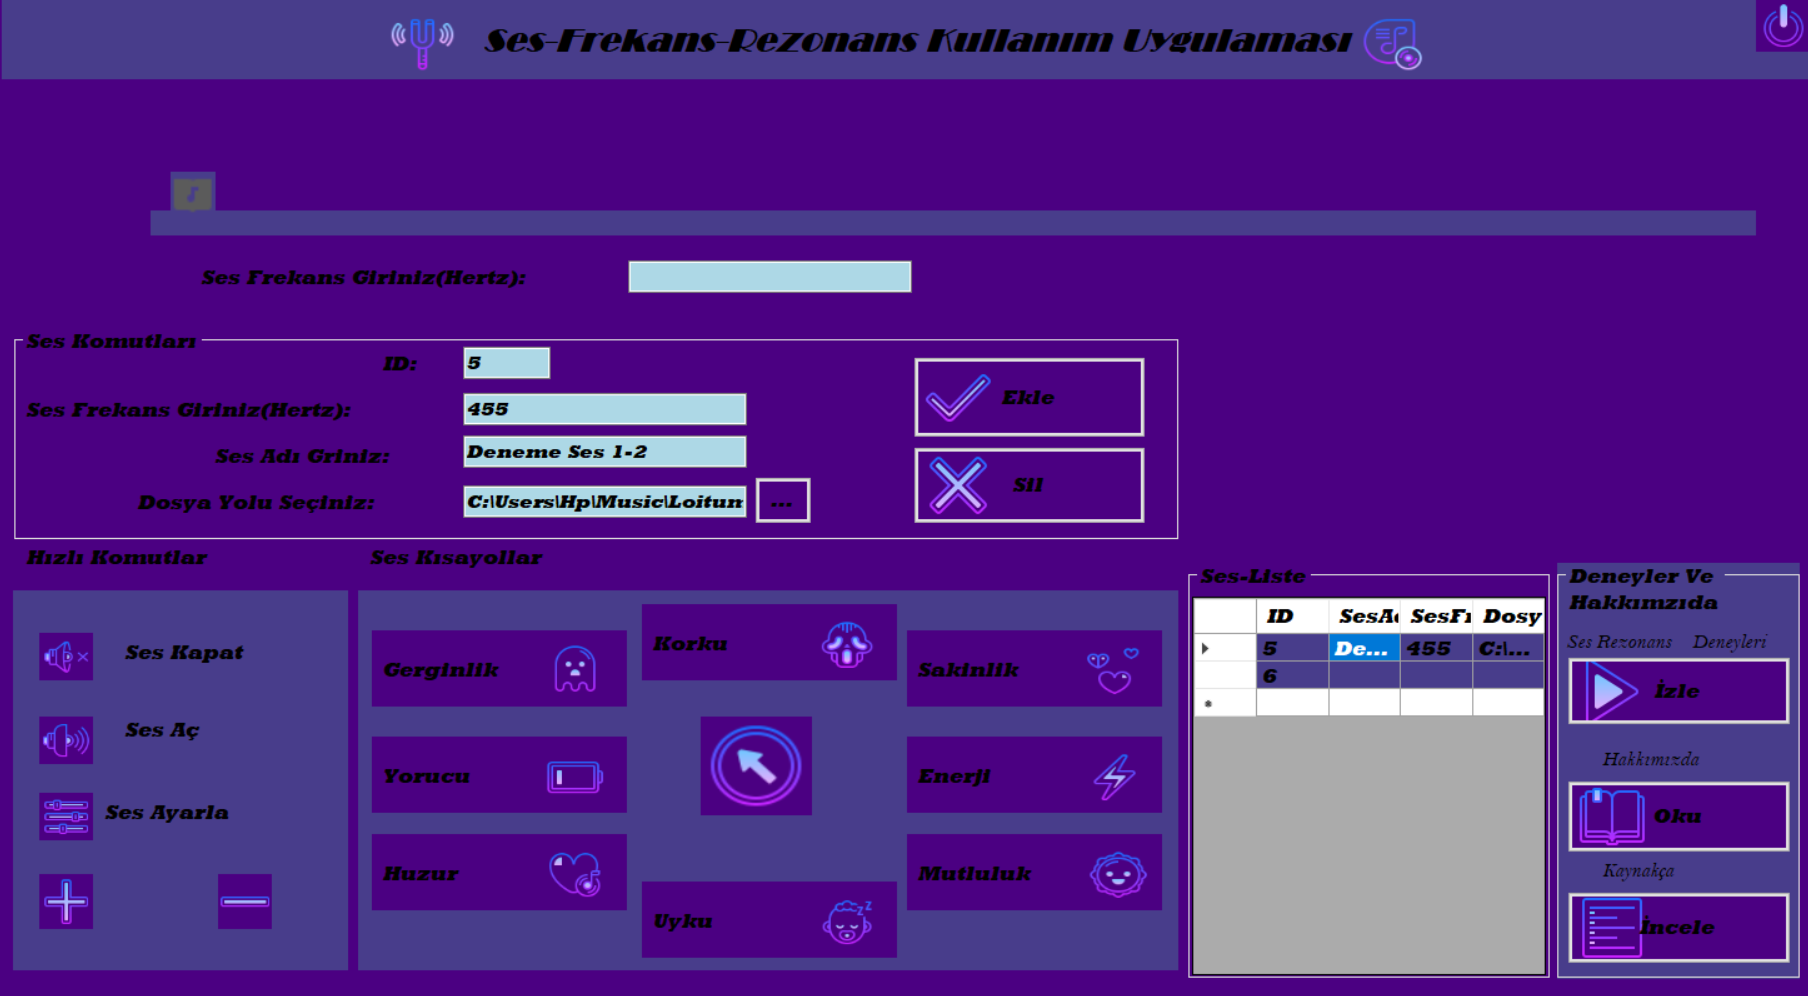 Ses-Frekans-Rezonans Kullanım Uygulaması
Ses Frekans Giriniz(Hertz):
Ses Komutları
ID:
5
Ses Frekans Giriniz(Hertz):
455
Ses Adı Griniz:
Deneme Ses 1-2
Dosya Yolu Seçiniz:
C:\Users\Hp\Music\Loitun
...
Ekle
Sil
Hızlı Komutlar
Ses Kapat
Ses Aç
Ses Ayarla
Ses Kısayollar
Gerginlik
Korku
Sakinlik
Yorucu
Enerji
Huzur
Mutluluk
Uyku
Ses-Liste
ID SesAd SesFr Dosy
5 De... 455 C:\...
6
Deneyler Ve
Hakkımzıda
Ses Rezonans Deneyleri
İzle
Hakkımızda
Oku
Kaynakça
İncele